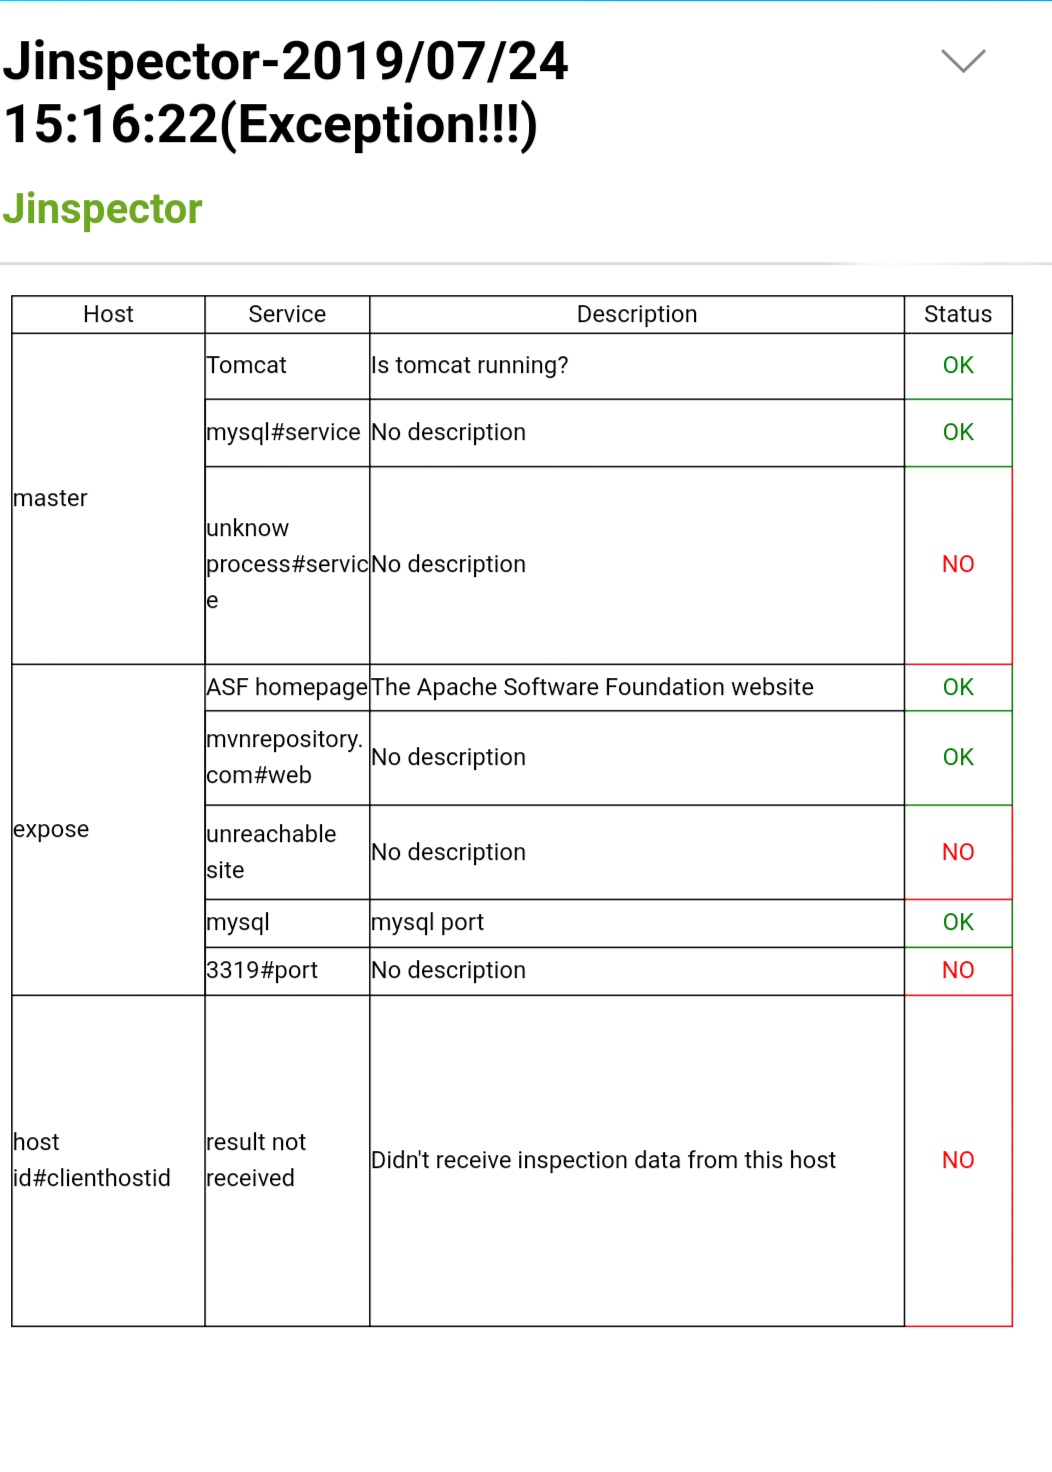 Jinspector-2019/07/24
15:16:22(Exception!!!)
Jinspector
Host Service Description Status
master
Tomcat Is tomcat running? OK
mysql#service No description OK
unknow
process#servic
e
No description NO
expose
ASF homepage The Apache Software Foundation website OK
mvnrepository.
com#web
No description OK
unreachable
site
No description NO
mysql mysql port OK
3319#port No description NO
host
id#clienthostid
result not
received
Didn't receive inspection data from this host NO